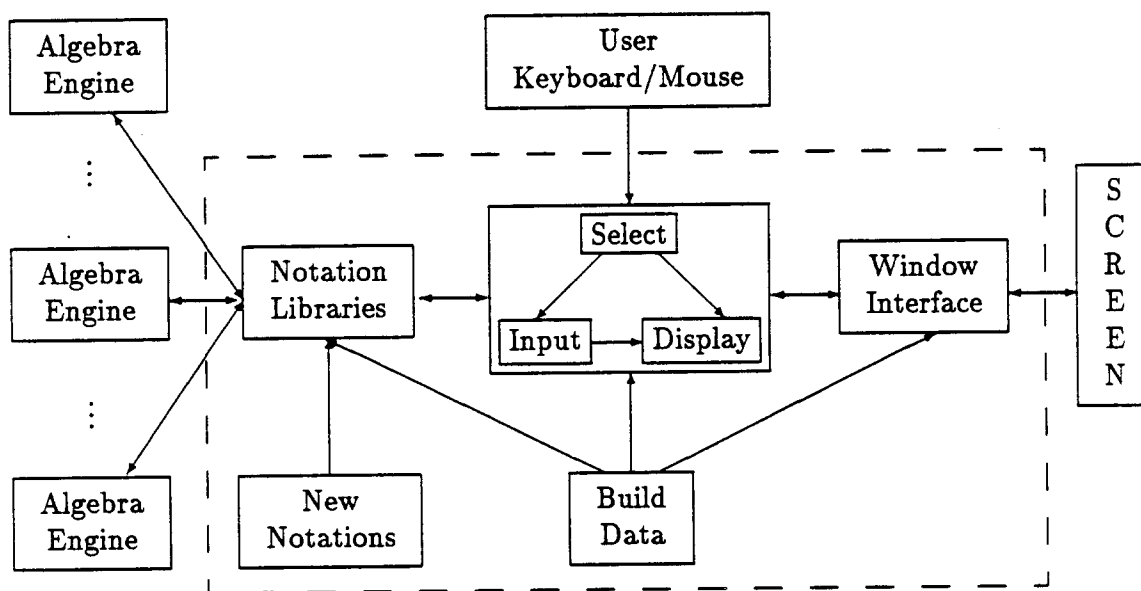 Algebra
Engine
User
Keyboard/Mouse
Select
Input
Display
Algebra
Engine
Notation
Libraries
Window
Interface
S
C
R
E
E
N
Algebra
Engine
New
Notations
Build
Data